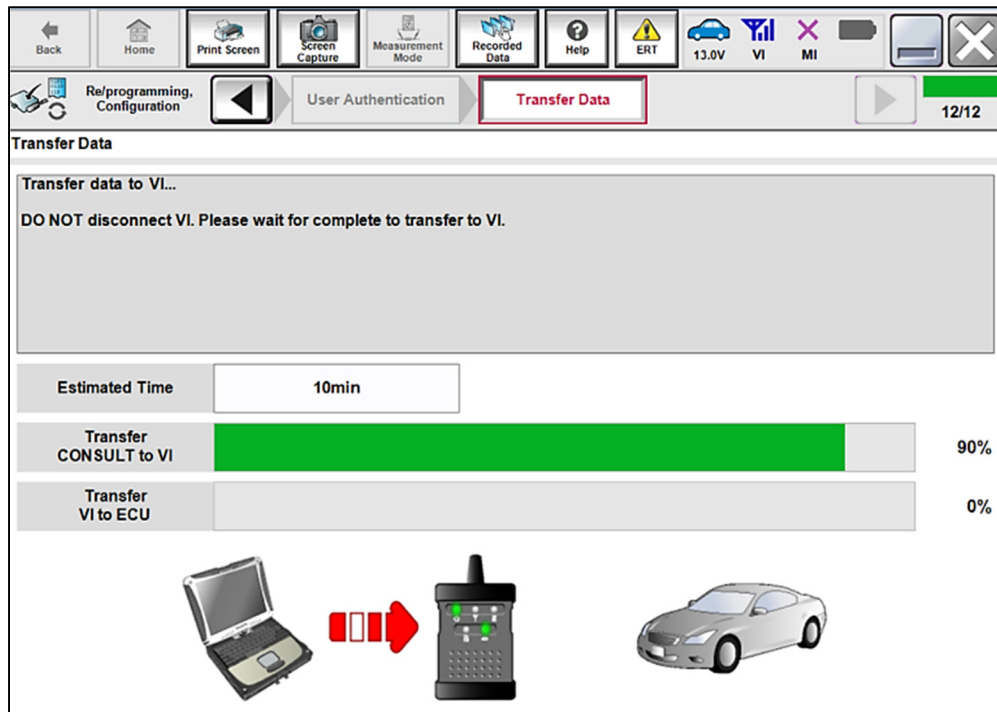 Back
Home
Print Screen
Screen
Capture
Measurement
Mode
Recorded
Data
Help
ERT
13.0V
VI
MI
Re/programming,
Configuration
User Authentication
Transfer Data
12/12
Transfer Data
Transfer data to VI...
DO NOT disconnect VI. Please wait for complete to transfer to VI.
Estimated Time
10min
Transfer
CONSULT to VI
90%
Transfer
VI to ECU
0%